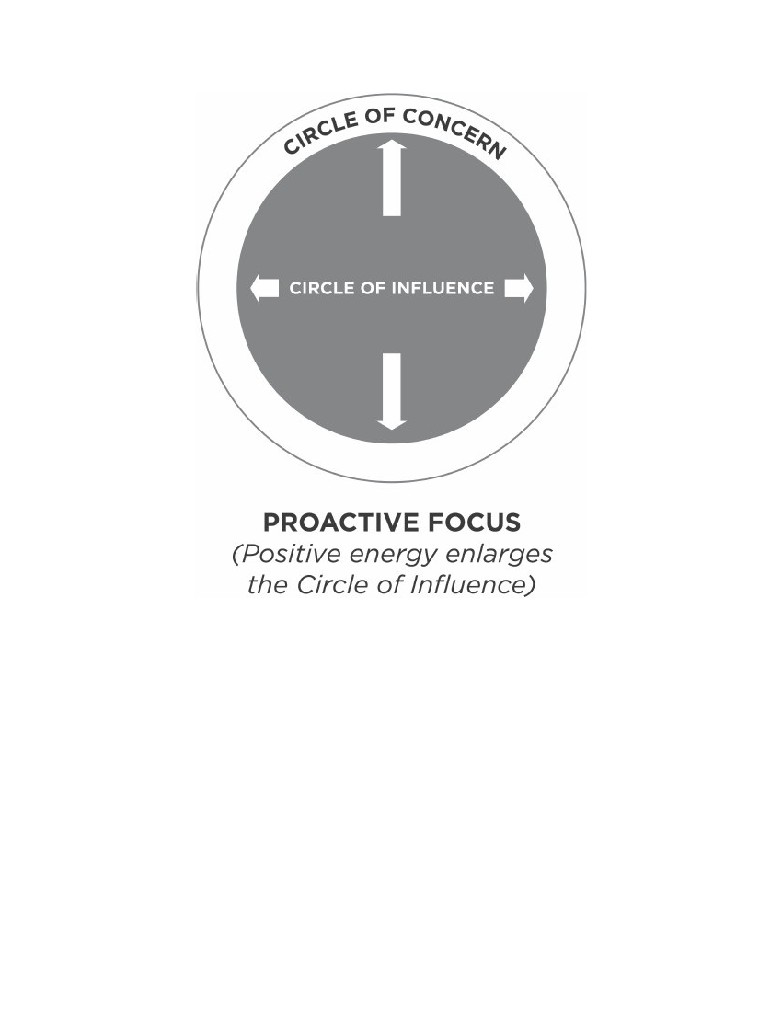 CIRCLE OF CONCERN
CIRCLE OF INFLUENCE
PROACTIVE FOCUS
(Positive energy enlarges
the Circle of Influence)